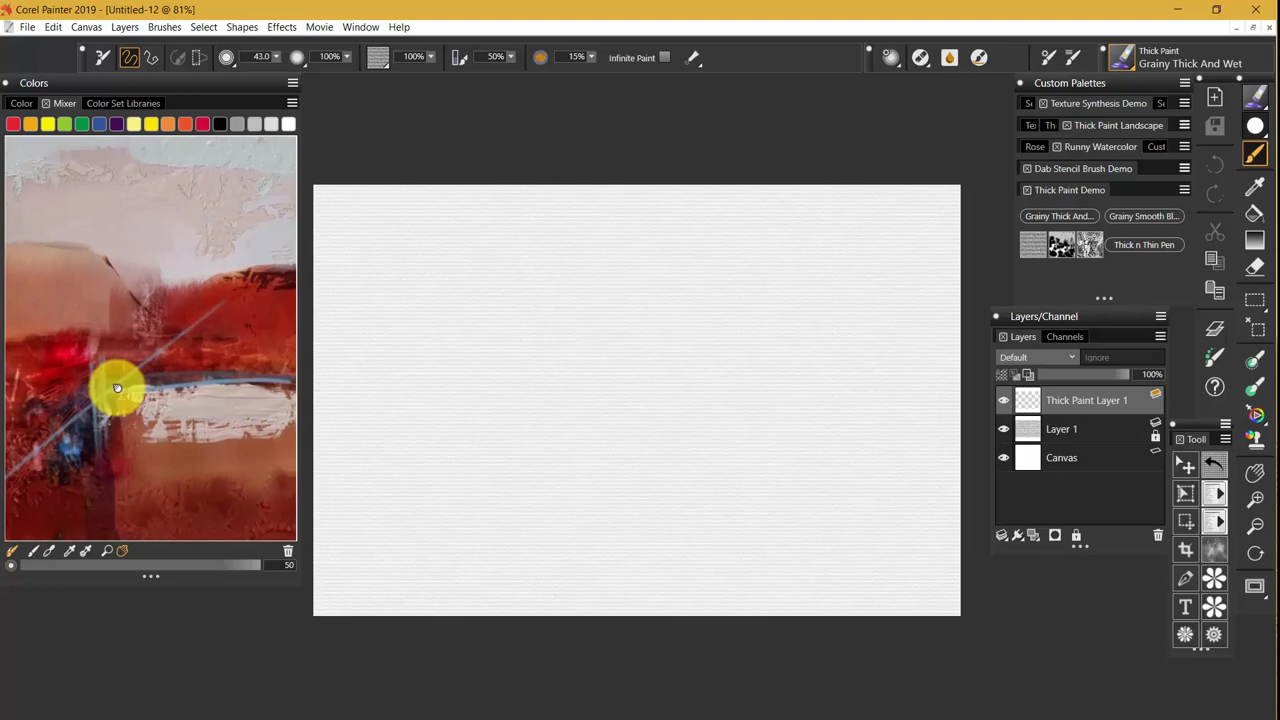 Corel Painter 2019 - [Untitled-12 @ 81%]
File Edit Canvas Layers Brushes Select Shapes Effects Movie Window Help
43.0 100% 100% 50% 15% Infinite Paint
Thick Paint
Grainy Thick And Wet
Colors
Color Mixer Color Set Libraries
50
Custom Palettes
Texture Synthesis Demo
Te: Th Thick Paint Landscape
Rose Runny Watercolor Cust
Dab Stencil Brush Demo
Thick Paint Demo
Grainy Thick And... Grainy Smooth Bl...
Thick n Thin Pen
Layers/Channel
Layers Channels
Default Ignore
100%
Thick Paint Layer 1
Layer 1
Canvas
Tooll